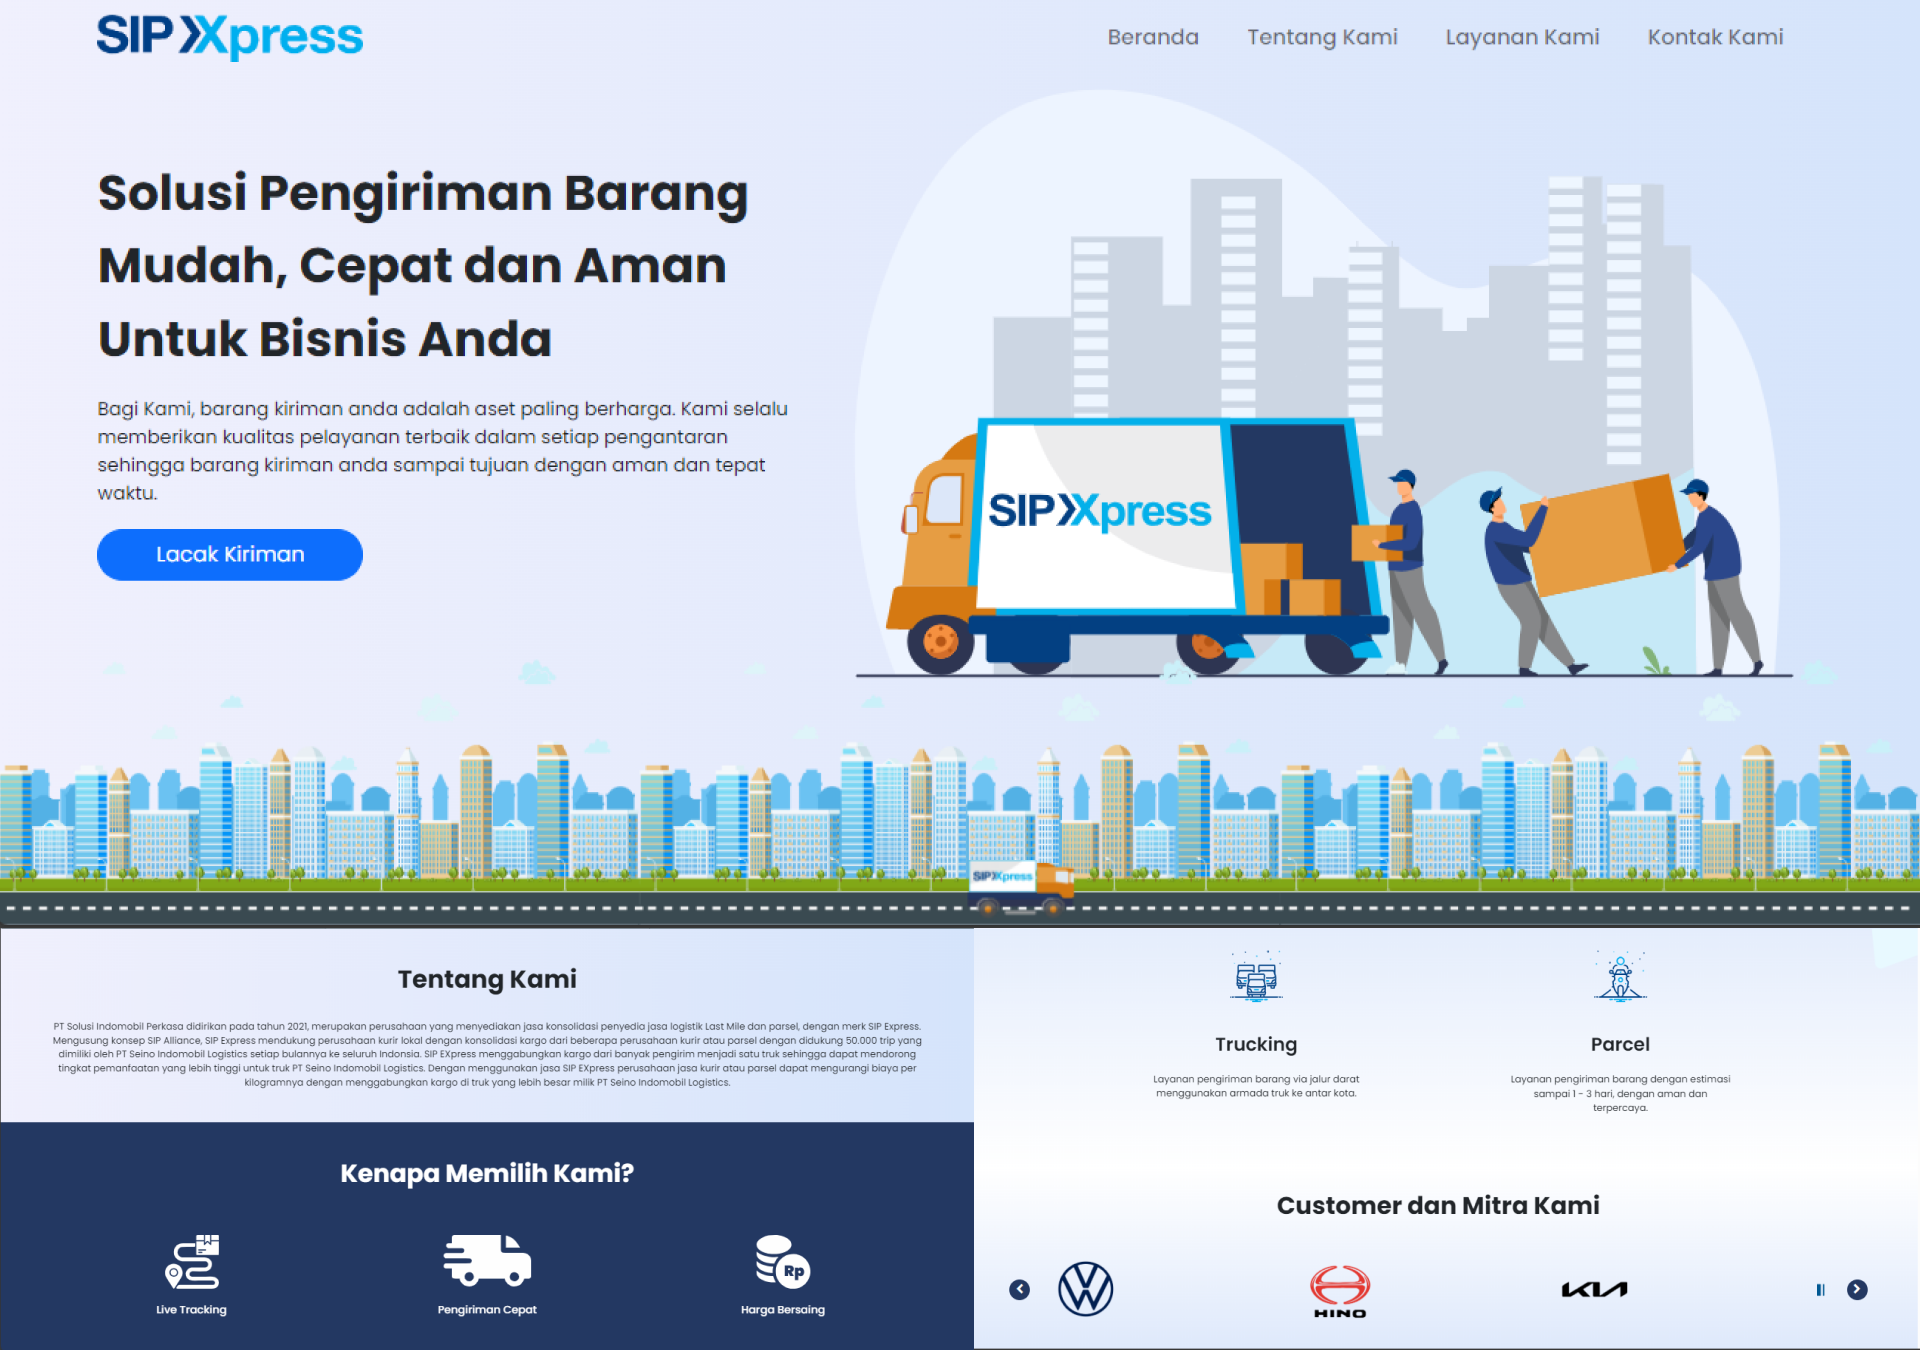 SIP Xpress
Beranda
Tentang Kami
Layanan Kami
Kontak Kami
Solusi Pengiriman Barang
Mudah, Cepat dan Aman
Untuk Bisnis Anda
Bagi Kami, barang kiriman anda adalah aset paling berharga. Kami selalu
memberikan kualitas pelayanan terbaik dalam setiap pengantaran
sehingga barang kiriman anda sampai tujuan dengan aman dan tepat
waktu.
Lacak Kiriman
SIP Xpress
SIP Xpress
Tentang Kami
PT Solusi Indomobil Perkasa didirikan pada tahun 2021, merupakan perusahaan yang menyediakan jasa konsolidasi penyedia jasa logistik Last Mile dan parsel, dengan merk SIP Express.
Mengusung konsep SIP Alliance, SIP Express mendukung perusahaan kurir lokal dengan konsolidasi kargo dari beberapa perusahaan kurir atau parsel dengan didukung 50.000 trip yang
dimiliki oleh PT Seino Indomobil Logistics setiap bulannya ke seluruh Indonsia. SIP EXpress menggabungkan kargo dari banyak pengirim menjadi satu truk sehingga dapat mendorong
tingkat pemanfaatan yang lebih tinggi untuk truk PT Seino Indomobil Logistics. Dengan menggunakan jasa SIP EXpress perusahaan jasa kurir atau parsel dapat mengurangi biaya per
kilogramnya dengan menggabungkan kargo di truk yang lebih besar milik PT Seino Indomobil Logistics.
Kenapa Memilih Kami?
Rp
Live Tracking
Pengiriman Cepat
Harga Bersaing
Trucking
Layanan pengiriman barang via jalur darat
menggunakan armada truk ke antar kota.
Parcel
Layanan pengiriman barang dengan estimasi
sampai 1 - 3 hari, dengan aman dan
terpercaya.
Customer dan Mitra Kami
HINO
KIA